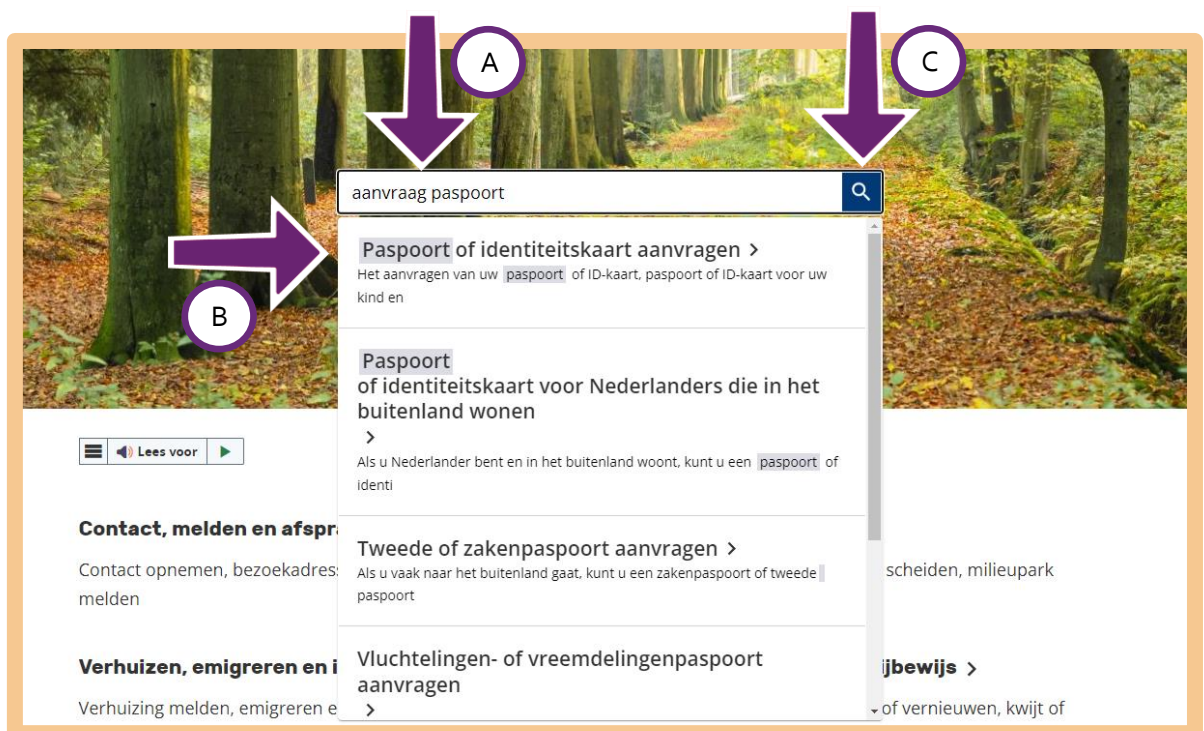 A
C
aanvraag paspoort
B
Paspoort of identiteitskaart aanvragen >
Het aanvragen van uw paspoort of ID-kaart, paspoort of ID-kaart voor uw
kind en
Paspoort
of identiteitskaart voor Nederlanders die in het
buitenland wonen
>
Als u Nederlander bent en in het buitenland woont, kunt u een paspoort of
identi
Tweede of zakenpaspoort aanvragen >
Als u vaak naar het buitenland gaat, kunt u een zakenpaspoort of tweede
paspoort
Vluchtelingen- of vreemdelingenpaspoort
aanvragen
>
Lees voor
Contact, melden en afspra
Contact opnemen, bezoekadres
melden
scheiden, milieupark
Verhuizen, emigreren en i
Verhuizing melden, emigreren e
ijbewijs >
of vernieuwen, kwijt of